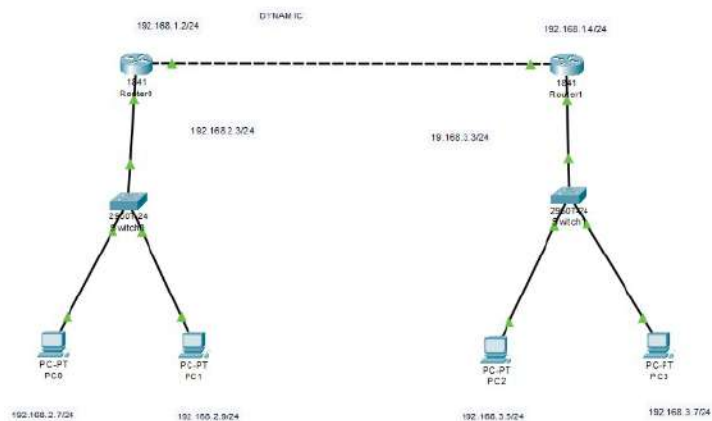 DYNAMIC
192.168.1.2/24
192.168.1.4/24
1841
Router0
1841
Router1
192.168.2.3/24
19.168.3.3/24
2950T-24
Switch0
2950T-24
Switch1
PC-PT
PC0
PC-PT
PC1
PC-PT
PC2
PC-PT
PC3
192.168.2.7/24
192.168.2.9/24
192.168.3.5/24
192.168.3.7/24